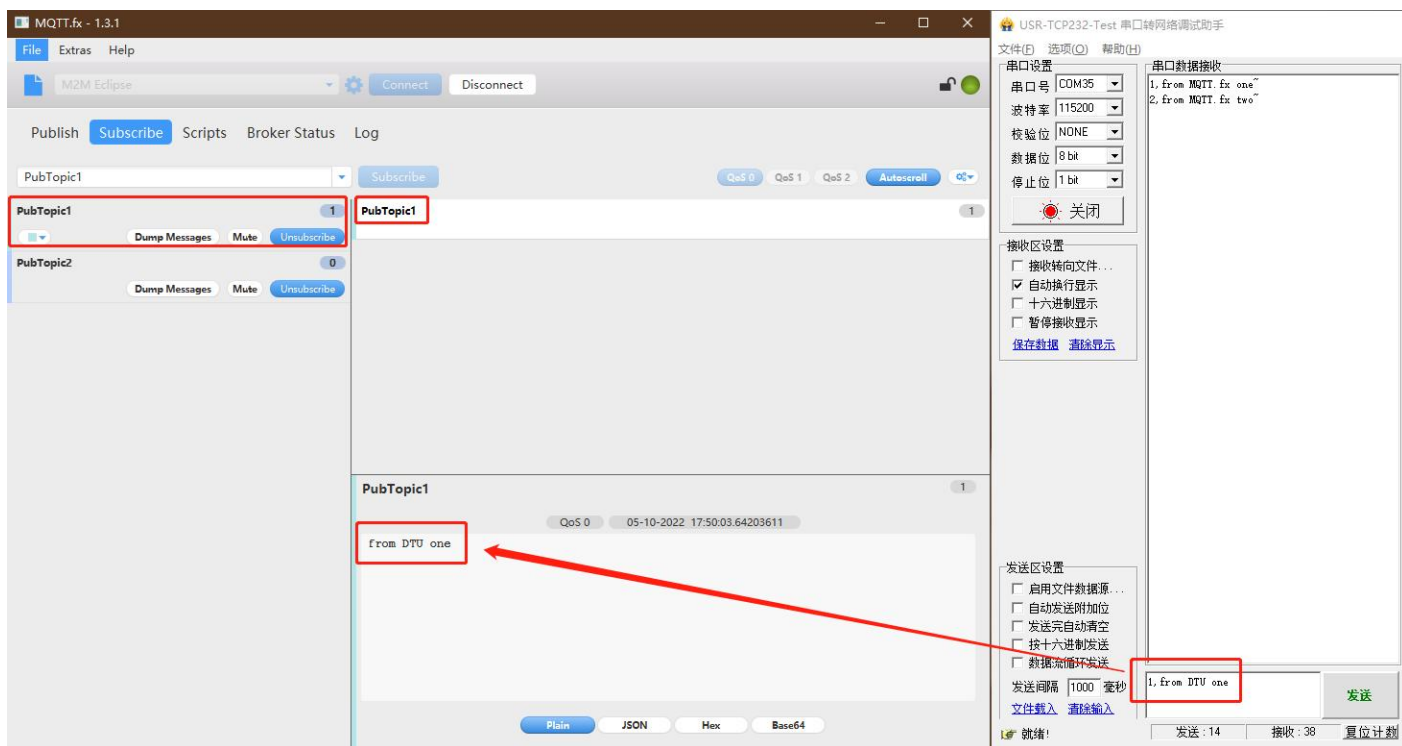 MQTT.fx - 1.3.1
File Extras Help
M2M Eclipse
Connect Disconnect
Publish Subscribe Scripts Broker Status Log
PubTopic1
Subscribe
QoS 0 QoS 1 QoS 2 Autoscroll
PubTopic1 1
Dump Messages Mute Unsubscribe
PubTopic2 0
Dump Messages Mute Unsubscribe
PubTopic1 1
PubTopic1 1
QoS 0 05-10-2022 17:50:03.64203611
from DTU one
Plain JSON Hex Base64
USR-TCP232-Test 串口转网络调试助手
文件(F) 选项(O) 帮助(H)
串口设置
串口号 COM35
波特率 115200
校验位 NONE
数据位 8 bit
停止位 1 bit
关闭
接收区设置
接收转向文件...
自动换行显示
十六进制显示
暂停接收显示
保存数据 清除显示
串口数据接收
1,from MQTT.fx one~
2,from MQTT.fx two~
发送区设置
启用文件数据源...
自动发送附加位
发送完自动清空
按十六进制发送
数据流循环发送
发送间隔 1000 毫秒
文件载入 清除输入
1,from DTU one
发送
就绪!
发送 : 14 接收 : 38 复位计数